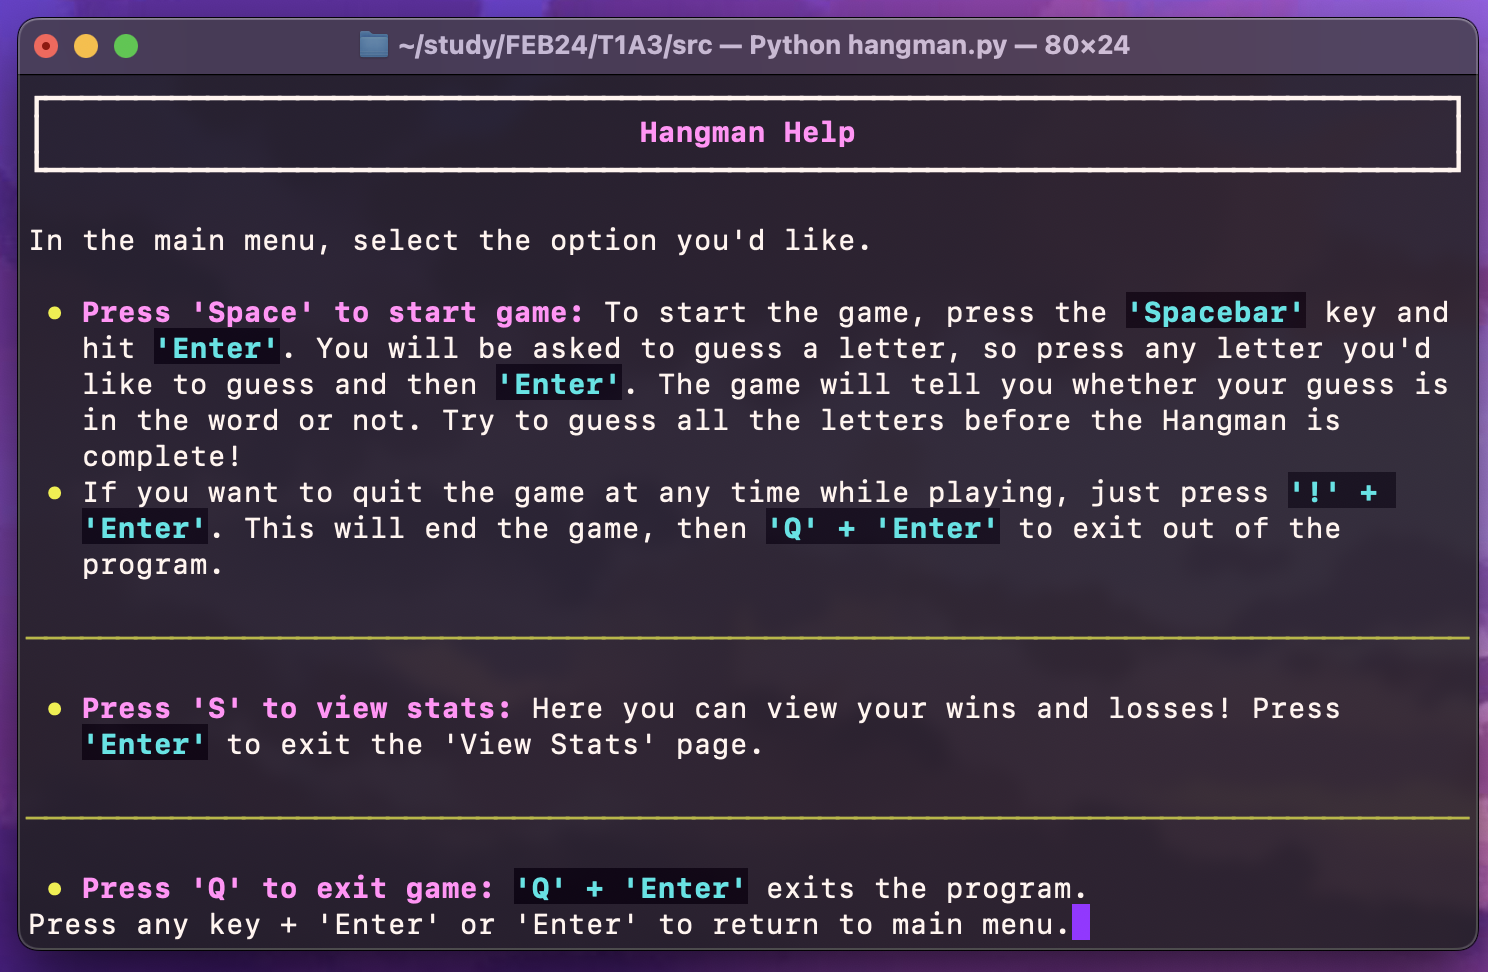 ~/study/FEB24/T1A3/src — Python hangman.py — 80×24
Hangman Help
In the main menu, select the option you'd like.
• Press 'Space' to start game: To start the game, press the 'Spacebar' key and
hit 'Enter'. You will be asked to guess a letter, so press any letter you'd
like to guess and then 'Enter'. The game will tell you whether your guess is
in the word or not. Try to guess all the letters before the Hangman is
complete!
• If you want to quit the game at any time while playing, just press '!' +
'Enter'. This will end the game, then 'Q' + 'Enter' to exit out of the
program.
• Press 'S' to view stats: Here you can view your wins and losses! Press
'Enter' to exit the 'View Stats' page.
• Press 'Q' to exit game: 'Q' + 'Enter' exits the program.
Press any key + 'Enter' or 'Enter' to return to main menu.